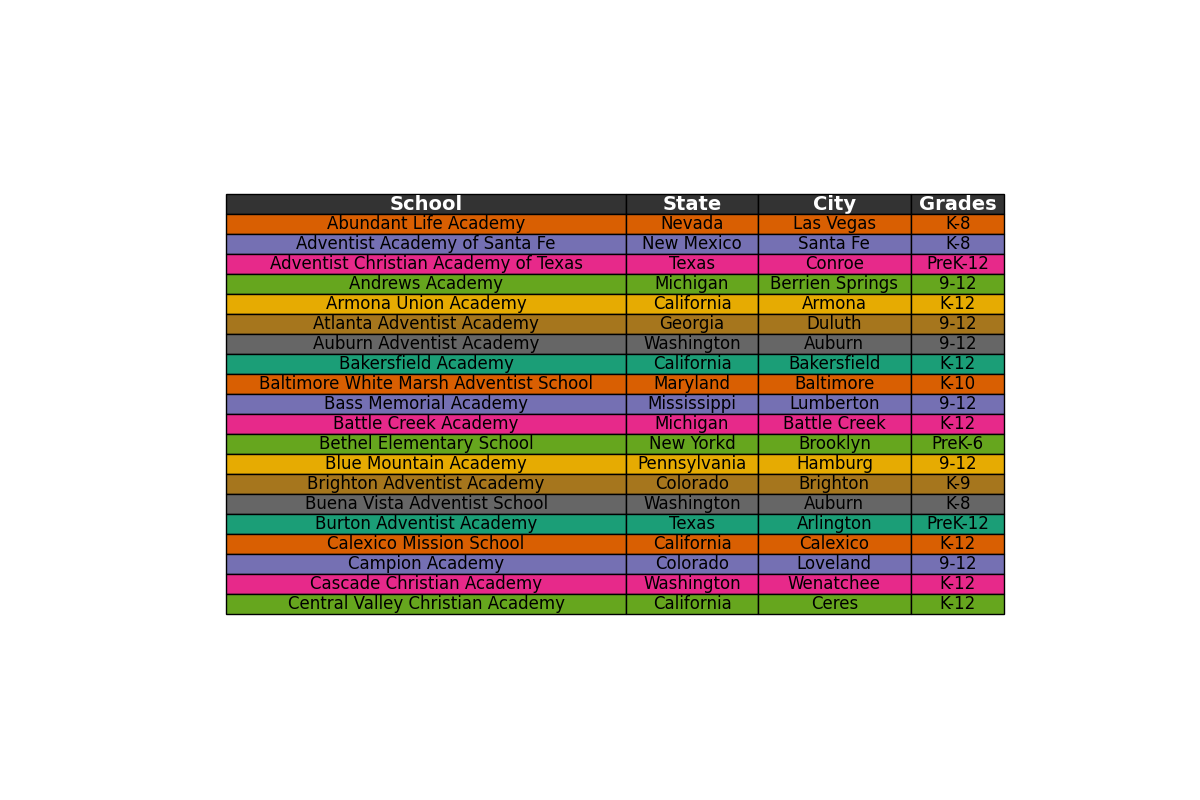 School State City Grades
Abundant Life Academy Nevada Las Vegas K-8
Adventist Academy of Santa Fe New Mexico Santa Fe K-8
Adventist Christian Academy of Texas Texas Conroe PreK-12
Andrews Academy Michigan Berrien Springs 9-12
Armona Union Academy California Armona K-12
Atlanta Adventist Academy Georgia Duluth 9-12
Auburn Adventist Academy Washington Auburn 9-12
Bakersfield Academy California Bakersfield K-12
Baltimore White Marsh Adventist School Maryland Baltimore K-10
Bass Memorial Academy Mississippi Lumberton 9-12
Battle Creek Academy Michigan Battle Creek K-12
Bethel Elementary School New Yorkd Brooklyn PreK-6
Blue Mountain Academy Pennsylvania Hamburg 9-12
Brighton Adventist Academy Colorado Brighton K-9
Buena Vista Adventist School Washington Auburn K-8
Burton Adventist Academy Texas Arlington PreK-12
Calexico Mission School California Calexico K-12
Campion Academy Colorado Loveland 9-12
Cascade Christian Academy Washington Wenatchee K-12
Central Valley Christian Academy California Ceres K-12